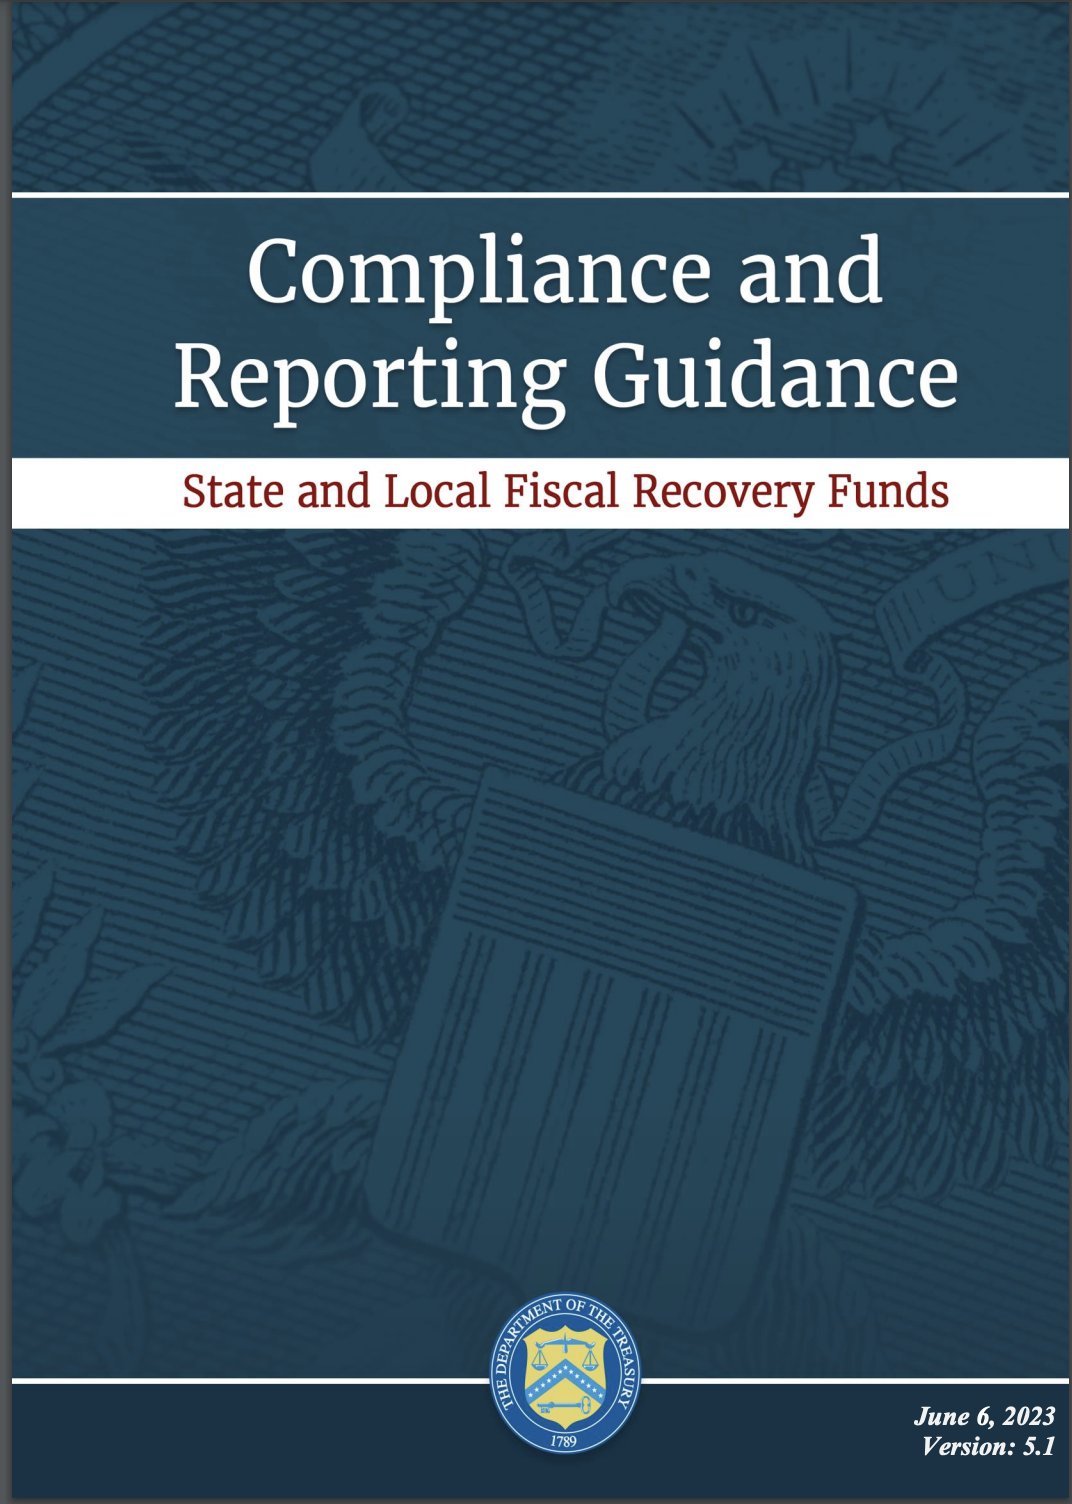 Compliance and
Reporting Guidance
State and Local Fiscal Recovery Funds
UN
THE DEPARTMENT OF THE TREASURY
1789
June 6, 2023
Version: 5.1